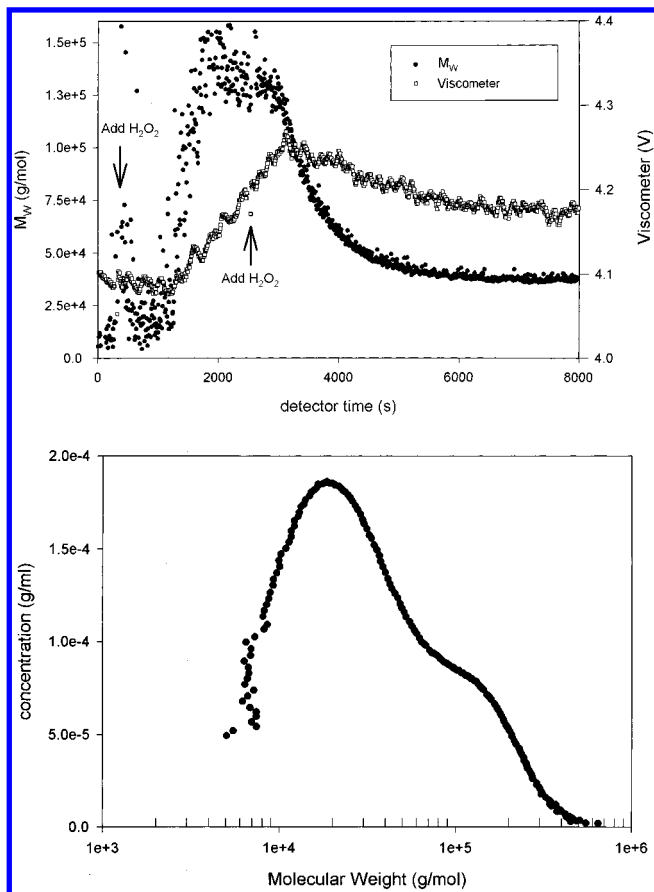 4.4
1.5e+5
M_W
Viscometer
1.3e+5
4.3
Add H₂O₂
M_W (g/mol)
1.0e+5
Viscometer (V)
7.5e+4
4.2
5.0e+4
Add H₂O₂
4.1
2.5e+4
0.0
4.0
0
2000
4000
6000
8000
detector time (s)
2.0e-4
1.5e-4
concentration (g/ml)
1.0e-4
5.0e-5
0.0
1e+3
1e+4
1e+5
1e+6
Molecular Weight (g/mol)